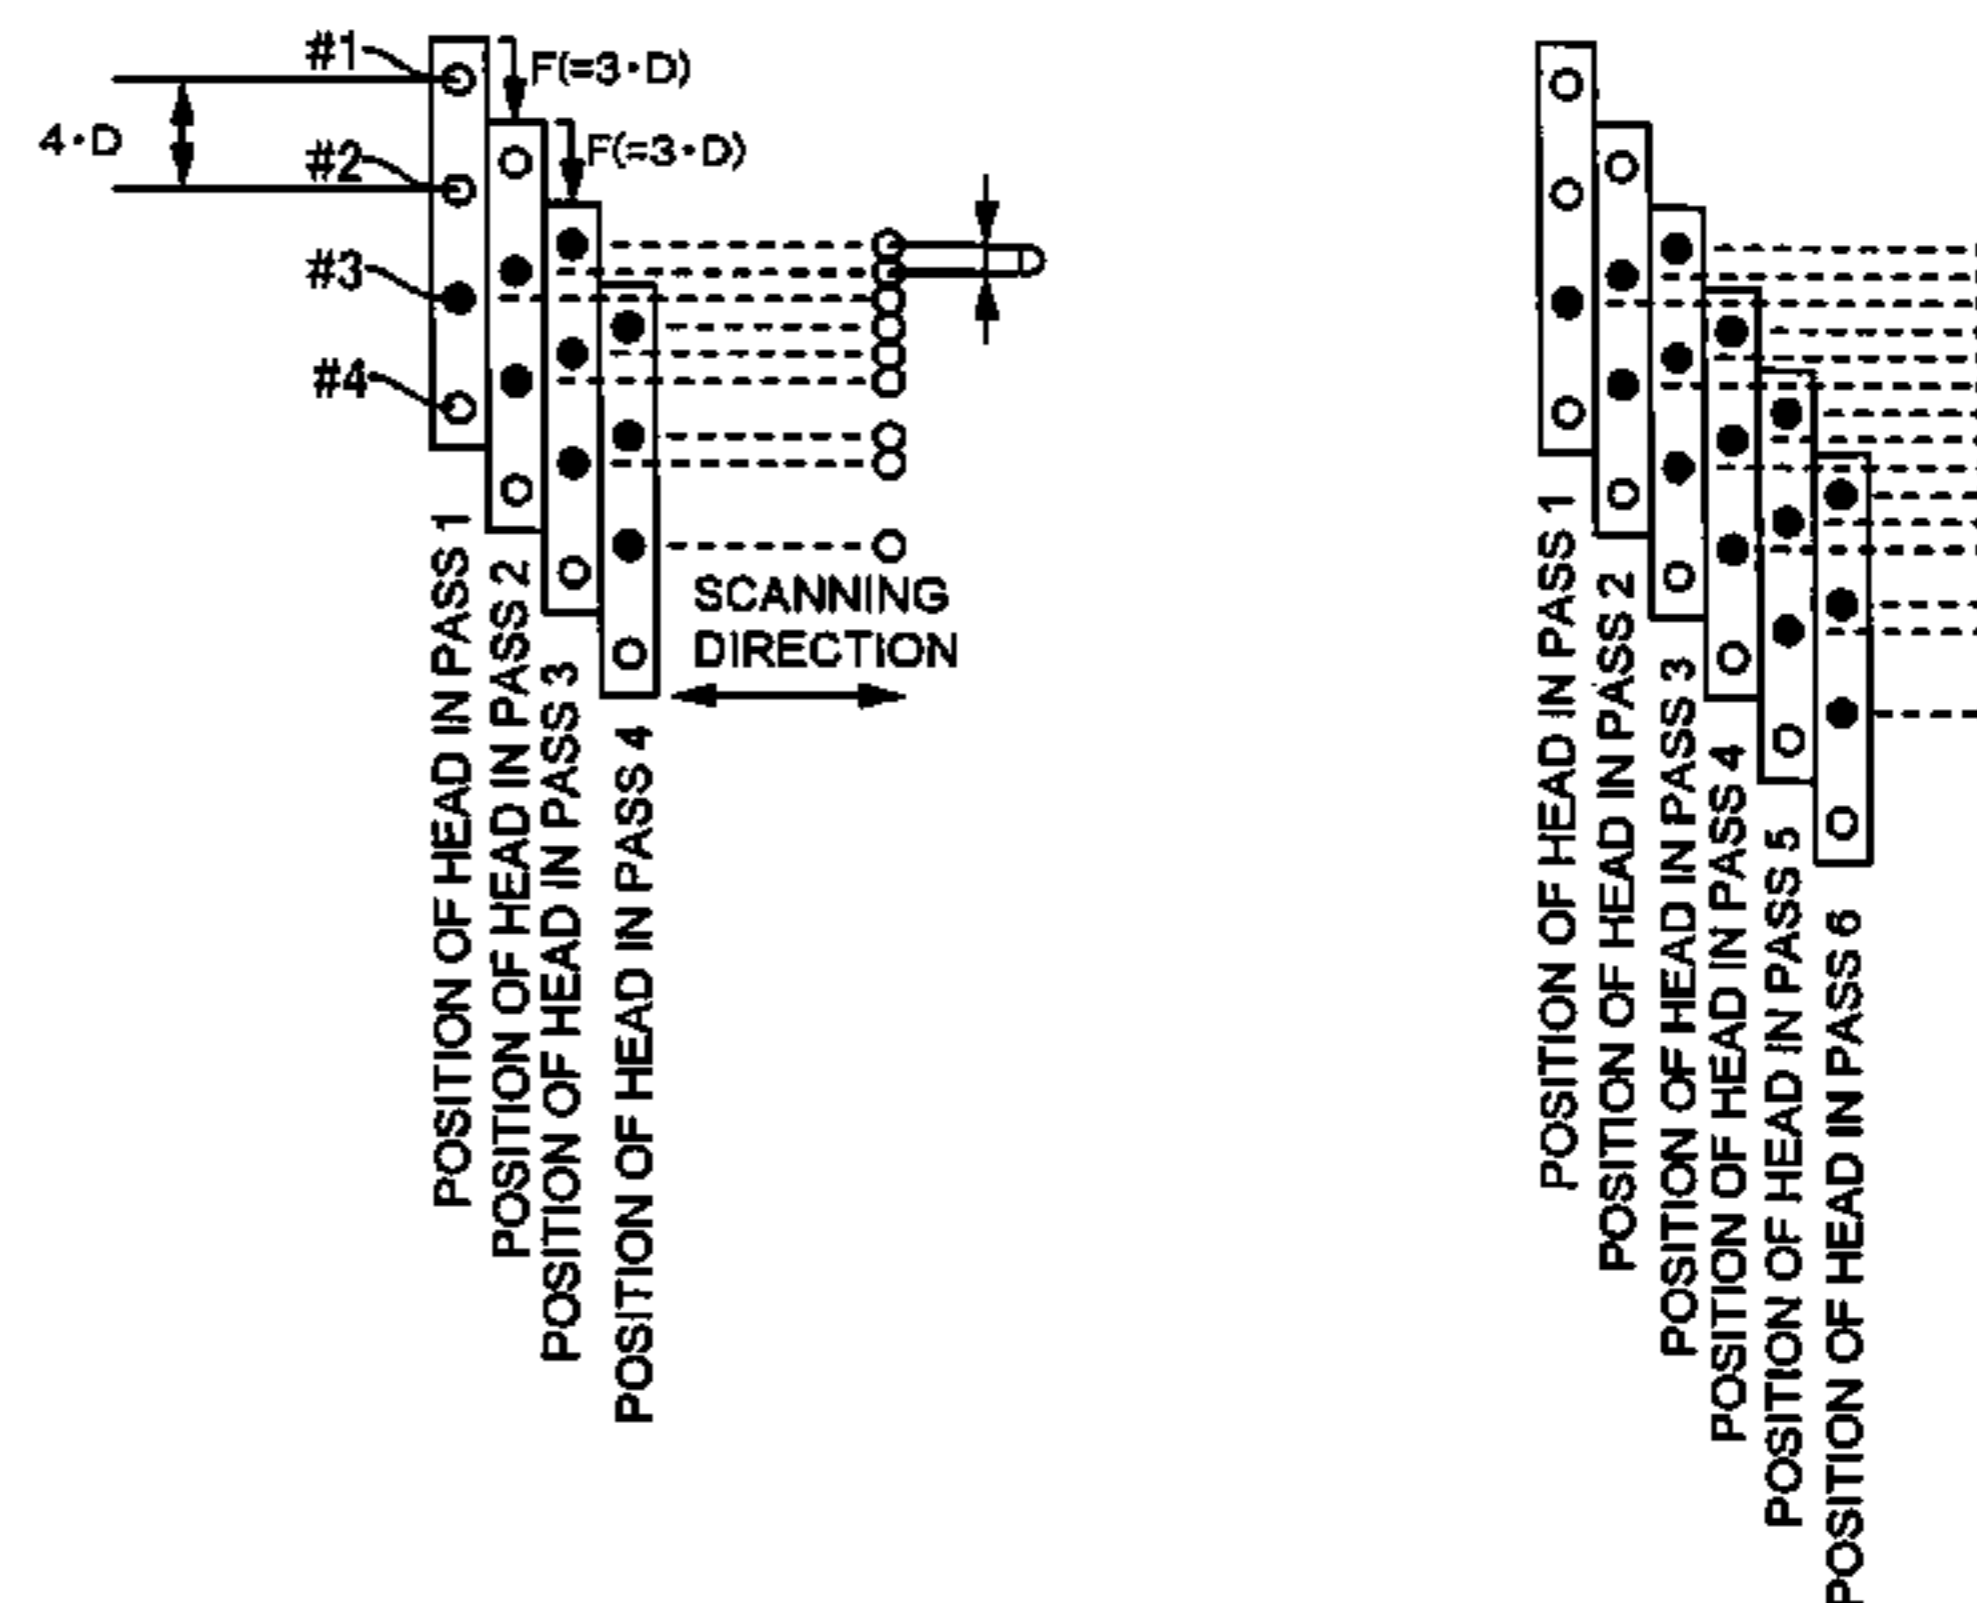 #1
F(=3・D)
4・D
#2
F(=3・D)
D
#3
#4
SCANNING
DIRECTION
POSITION OF HEAD IN PASS 1
POSITION OF HEAD IN PASS 2
POSITION OF HEAD IN PASS 3
POSITION OF HEAD IN PASS 4
POSITION OF HEAD IN PASS 1
POSITION OF HEAD IN PASS 2
POSITION OF HEAD IN PASS 3
POSITION OF HEAD IN PASS 4
POSITION OF HEAD IN PASS 5
POSITION OF HEAD IN PASS 6